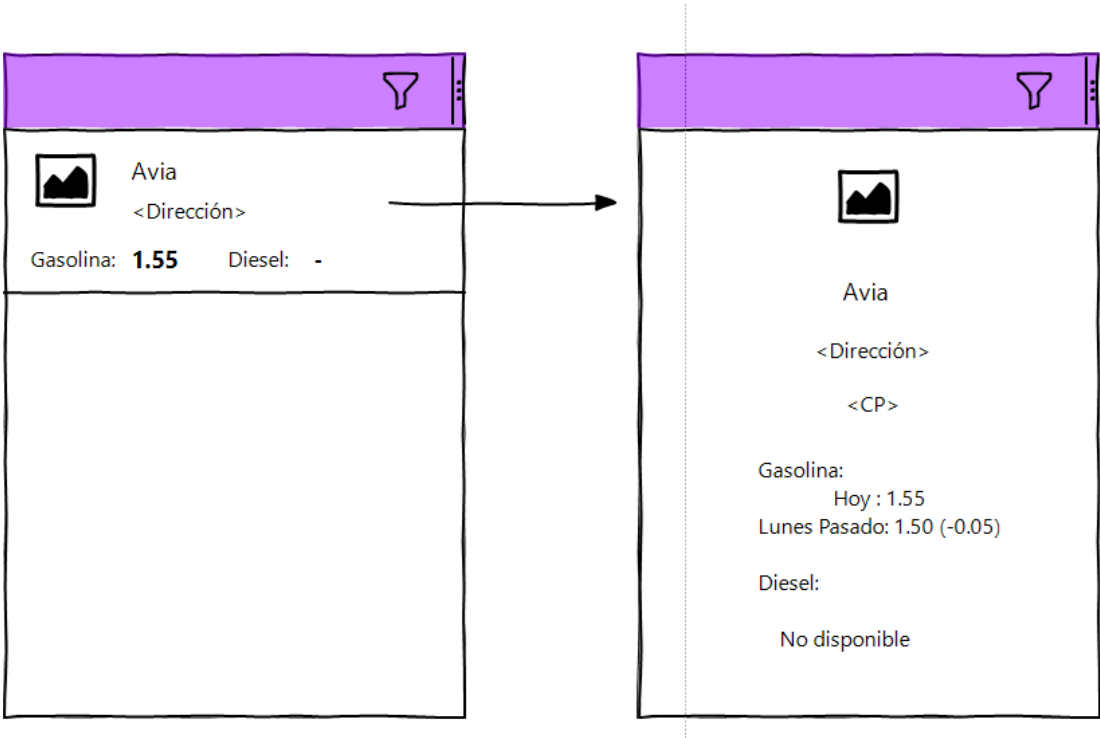 Avia
<Dirección>
Gasolina: 1.55 Diesel: -
Avia
<Dirección>
<CP>
Gasolina:
Hoy : 1.55
Lunes Pasado: 1.50 (-0.05)
Diesel:
No disponible